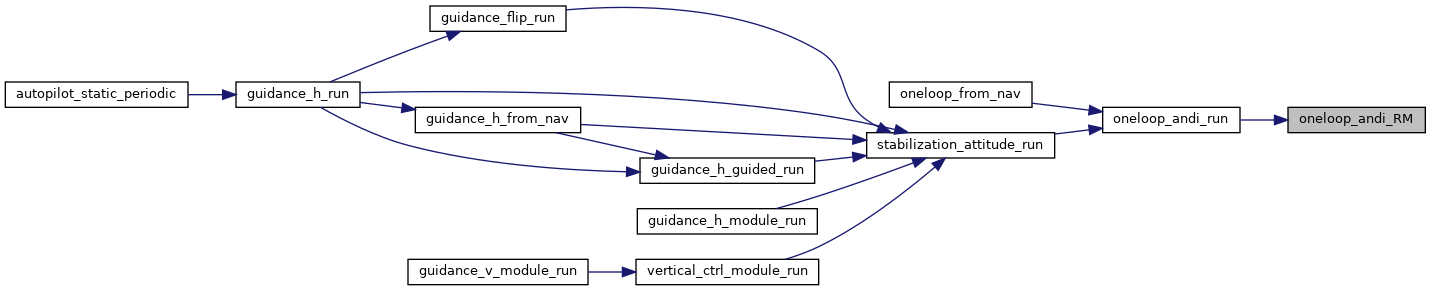 guidance_flip_run
autopilot_static_periodic
guidance_h_run
oneloop_from_nav
guidance_h_from_nav
oneloop_andi_run
oneloop_andi_RM
stabilization_attitude_run
guidance_h_guided_run
guidance_h_module_run
guidance_v_module_run
vertical_ctrl_module_run